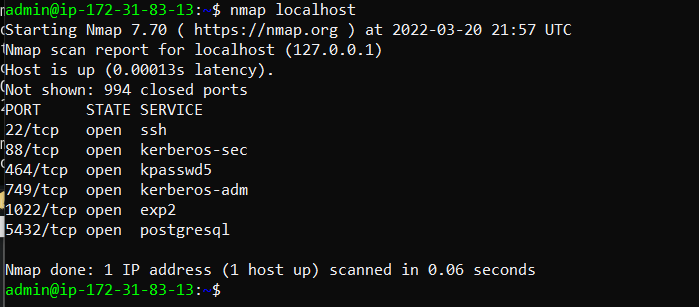 admin@ip-172-31-83-13:~$ nmap localhost
Starting Nmap 7.70 ( https://nmap.org ) at 2022-03-20 21:57 UTC
Nmap scan report for localhost (127.0.0.1)
Host is up (0.00013s latency).
Not shown: 994 closed ports
PORT     STATE SERVICE
22/tcp   open  ssh
88/tcp   open  kerberos-sec
464/tcp  open  kpasswd5
749/tcp  open  kerberos-adm
1022/tcp open  exp2
5432/tcp open  postgresql
Nmap done: 1 IP address (1 host up) scanned in 0.06 seconds
admin@ip-172-31-83-13:~$